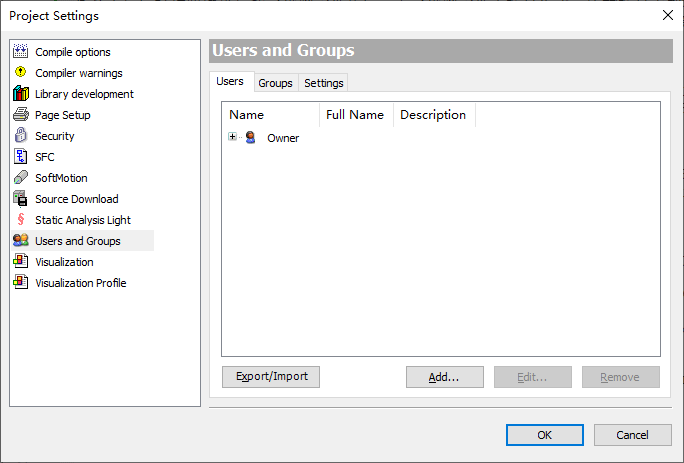 Project Settings
Compile options
Compiler warnings
Library development
Page Setup
Security
SFC
SoftMotion
Source Download
Static Analysis Light
Users and Groups
Visualization
Visualization Profile
Users and Groups
Users Groups Settings
Name Full Name Description
Owner
Export/Import Add... Edit... Remove
OK Cancel